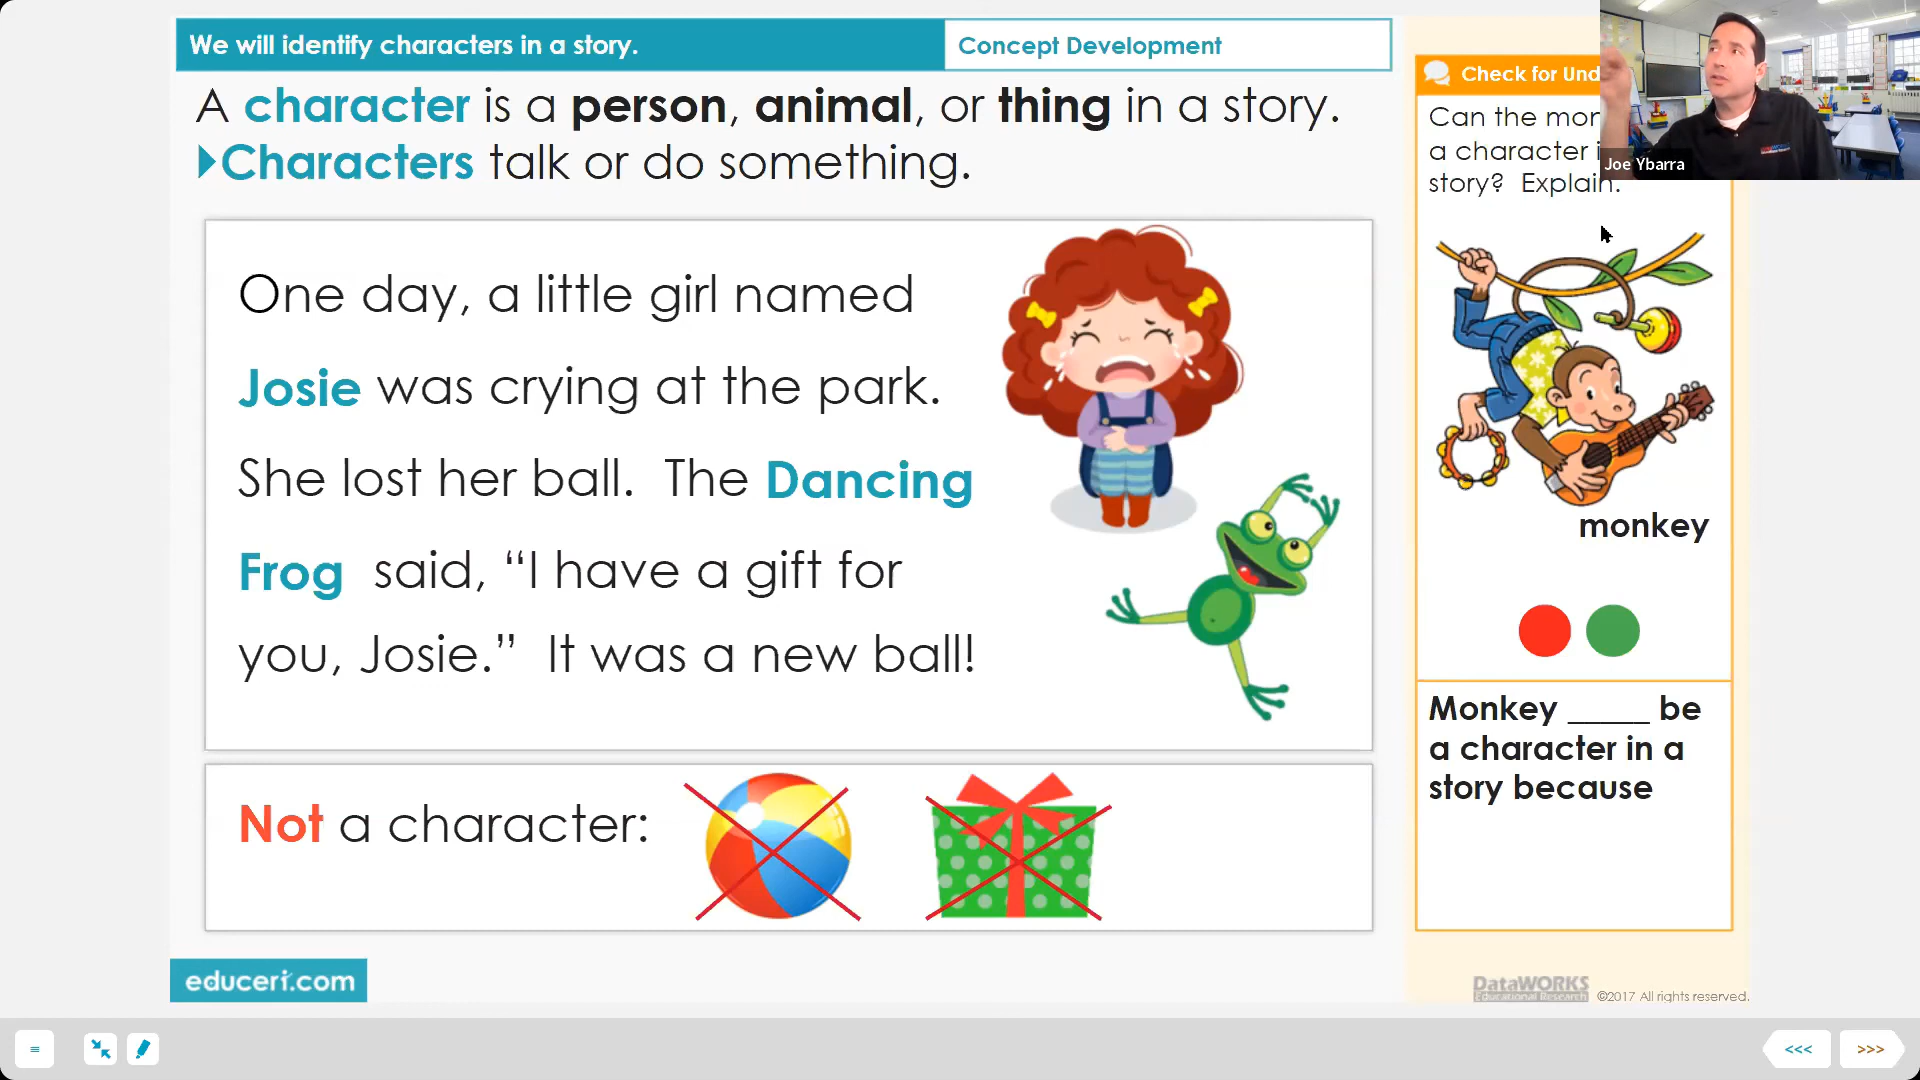 We will identify characters in a story.
Concept Development
A character is a person, animal, or thing in a story.
Characters talk or do something.
One day, a little girl named
Josie was crying at the park.
She lost her ball. The Dancing
Frog said, “I have a gift for
you, Josie.” It was a new ball!
Not a character:
Check for
Can the
a character
story? Explain.
monkey
Monkey _____ be
a character in a
story because
Joe Ybarra
educeri.com
DataWORKS
Educational Research
©2017 All rights reserved.
<<<
>>>